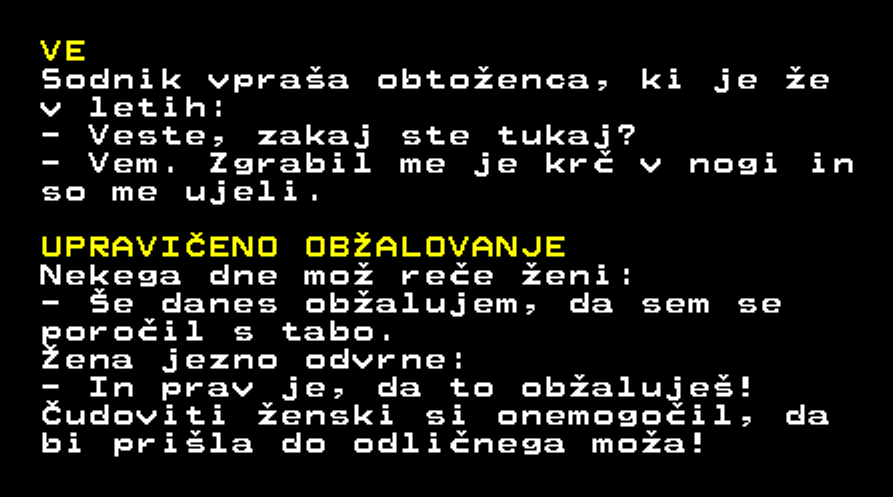 VE
Sodnik vpraša obtoženca, ki je že
v letih:
- Veste, zakaj ste tukaj?
- Vem. Zgrabil me je krč v nogi in
so me ujeli.
UPRAVIČENO OBŽALOVANJE
Nekega dne mož reče ženi:
- Še danes obžalujem, da sem se
poročil s tabo.
Žena jezno odvrne:
- In prav je, da to obžaluješ!
Čudoviti ženski si onemogočil, da
bi prišla do odličnega moža!